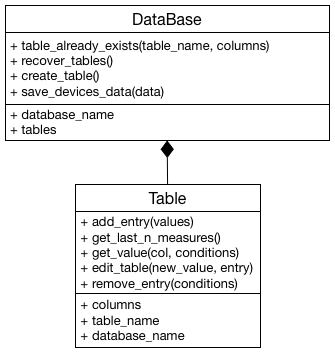 DataBase
+ table_already_exists(table_name, columns)
+ recover_tables()
+ create_table()
+ save_devices_data(data)
+ database_name
+ tables
Table
+ add_entry(values)
+ get_last_n_measures()
+ get_value(col, conditions)
+ edit_table(new_value, entry)
+ remove_entry(conditions)
+ columns
+ table_name
+ database_name